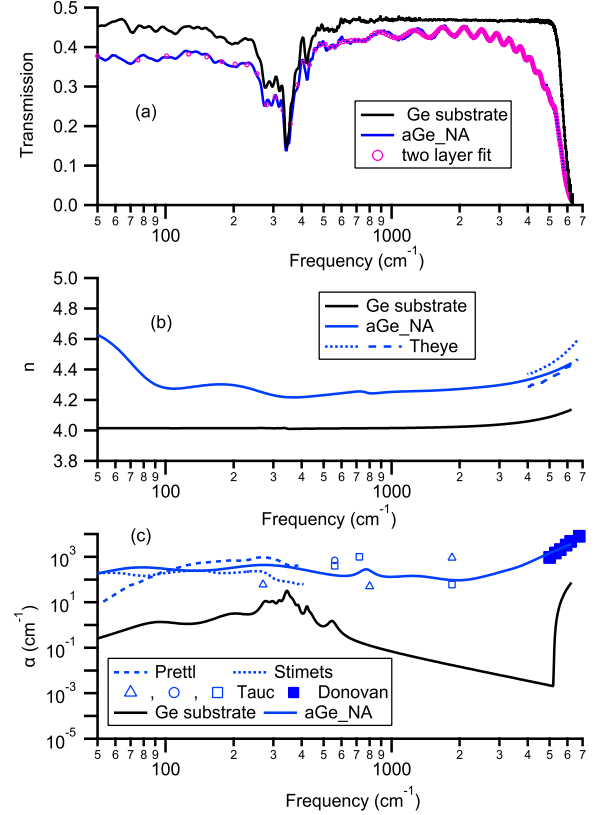 0.5
0.4
0.3
0.2
0.1
0.0
Transmission
(a)
Ge substrate
aGe_NA
two layer fit
5 6 7 8 9 100 2 3 4 5 6 7 8 9 1000 2 3 4 5 6 7
Frequency (cm⁻¹)
5.0
4.8
4.6
4.4
4.2
4.0
3.8
n
(b)
Ge substrate
aGe_NA
Theye
5 6 7 8 9 100 2 3 4 5 6 7 8 9 1000 2 3 4 5 6 7
Frequency (cm⁻¹)
10³
10¹
10⁻¹
10⁻³
10⁻⁵
α (cm⁻¹)
(c)
Prettl Stimets
, , Tauc Donovan
Ge substrate aGe_NA
5 6 7 8 9 100 2 3 4 5 6 7 8 9 1000 2 3 4 5 6 7
Frequency (cm⁻¹)